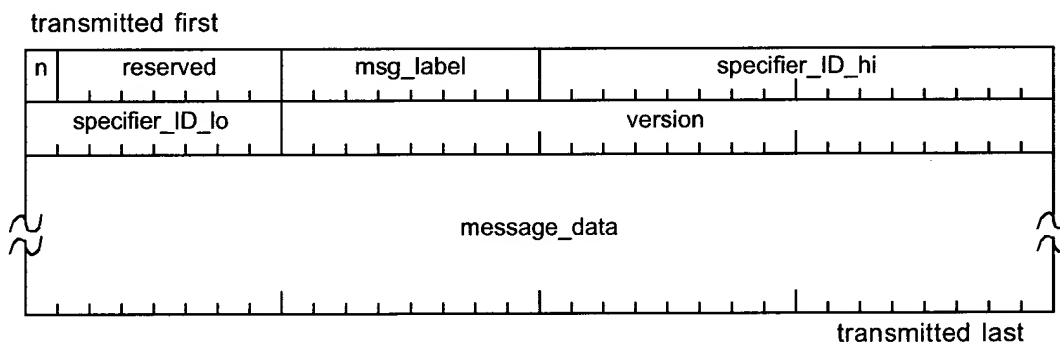 transmitted first
n reserved msg_label specifier_ID_hi
specifier_ID_lo version
message_data
transmitted last